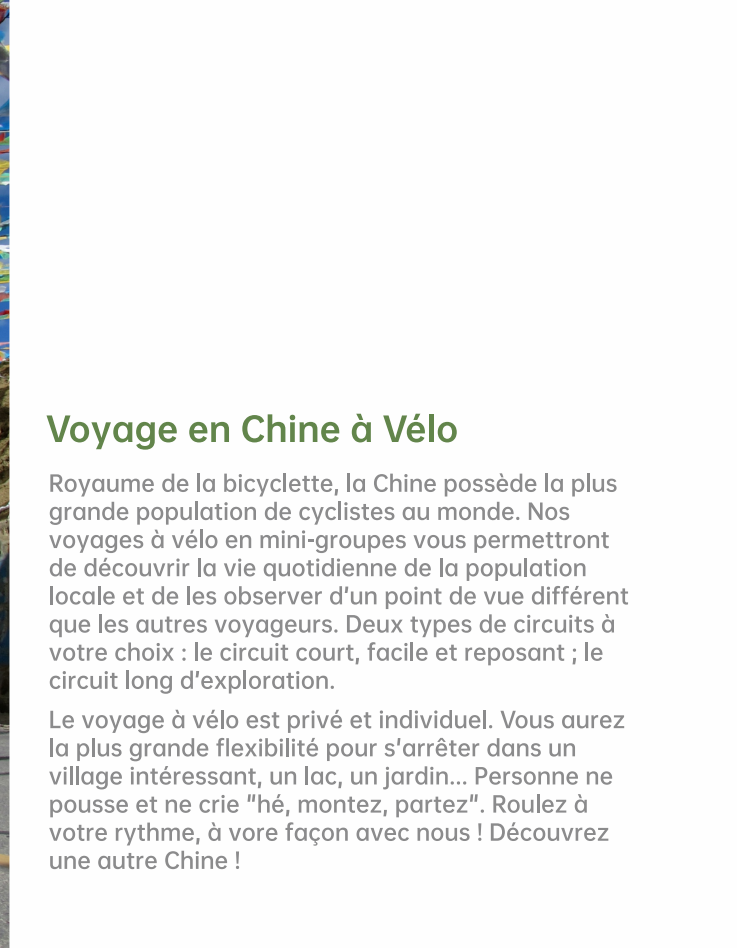 Voyage en Chine à Vélo
Royaume de la bicyclette, la Chine possède la plus
grande population de cyclistes au monde. Nos
voyages à vélo en mini-groupes vous permettront
de découvrir la vie quotidienne de la population
locale et de les observer d'un point de vue différent
que les autres voyageurs. Deux types de circuits à
votre choix : le circuit court, facile et reposant ; le
circuit long d'exploration.
Le voyage à vélo est privé et individuel. Vous aurez
la plus grande flexibilité pour s'arrêter dans un
village intéressant, un lac, un jardin... Personne ne
pousse et ne crie "hé, montez, partez". Roulez à
votre rythme, à vore façon avec nous ! Découvrez
une autre Chine !